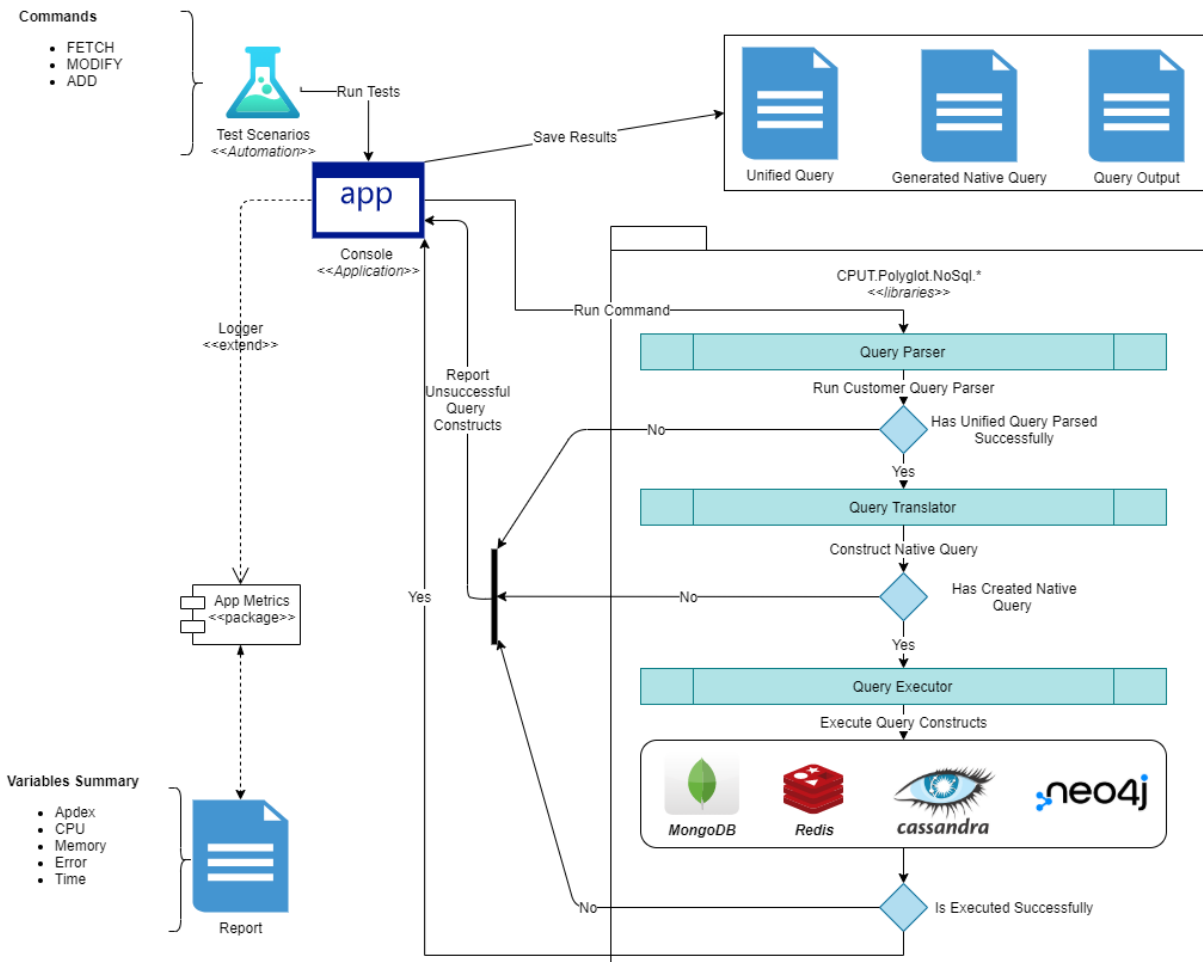 Commands
FETCH
MODIFY
ADD
Run Tests
Test Scenarios
<<Automation>>
Save Results
Unified Query
Generated Native Query
Query Output
app
Console
<<Application>>
CPUT.Polyglot.NoSql.*
<<libraries>>
Run Command
Logger
<<extend>>
Query Parser
Report
Unsuccessful
Query
Constructs
Run Customer Query Parser
No
Has Unified Query Parsed
Successfully
Yes
Query Translator
Construct Native Query
Yes
No
Has Created Native
Query
App Metrics
<<package>>
Yes
Query Executor
Execute Query Constructs
MongoDB
Redis
cassandra
neo4j
Variables Summary
Apdex
CPU
Memory
Error
Time
Report
No
Is Executed Successfully